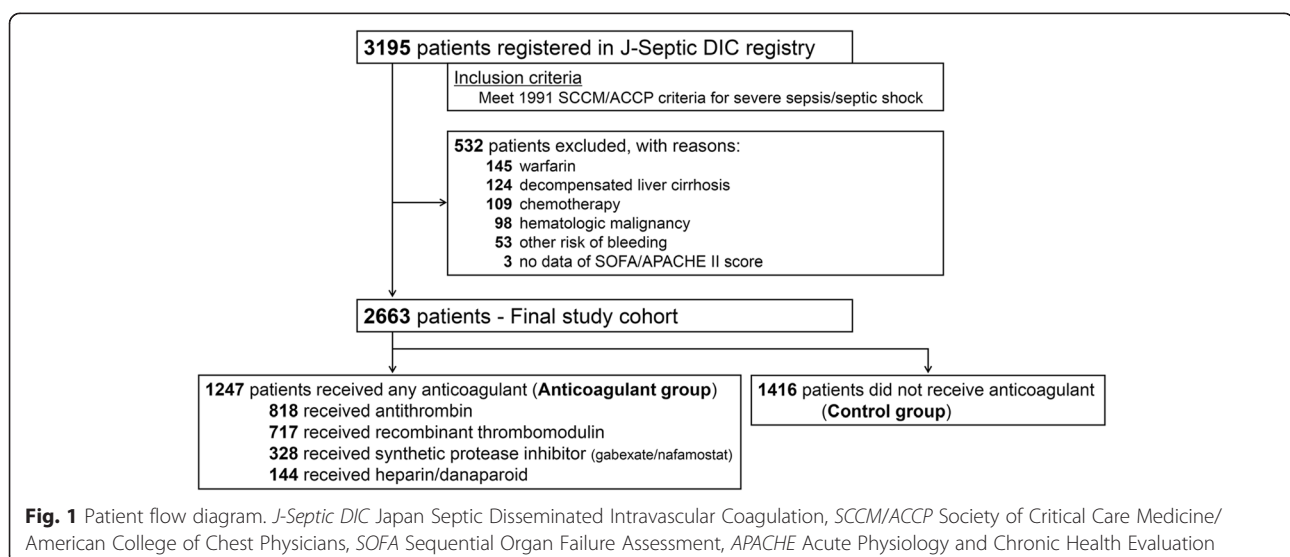 3195 patients registered in J-Septic DIC registry
Inclusion criteria
Meet 1991 SCCM/ACCP criteria for severe sepsis/septic shock
532 patients excluded, with reasons:
145 warfarin
124 decompensated liver cirrhosis
109 chemotherapy
98 hematologic malignancy
53 other risk of bleeding
3 no data of SOFA/APACHE II score
2663 patients - Final study cohort
1247 patients received any anticoagulant (Anticoagulant group)
818 received antithrombin
717 received recombinant thrombomodulin
328 received synthetic protease inhibitor (gabexate/nafamostat)
144 received heparin/danaparoid
1416 patients did not receive anticoagulant
(Control group)
Fig. 1 Patient flow diagram. J-Septic DIC Japan Septic Disseminated Intravascular Coagulation, SCCM/ACCP Society of Critical Care Medicine/
American College of Chest Physicians, SOFA Sequential Organ Failure Assessment, APACHE Acute Physiology and Chronic Health Evaluation